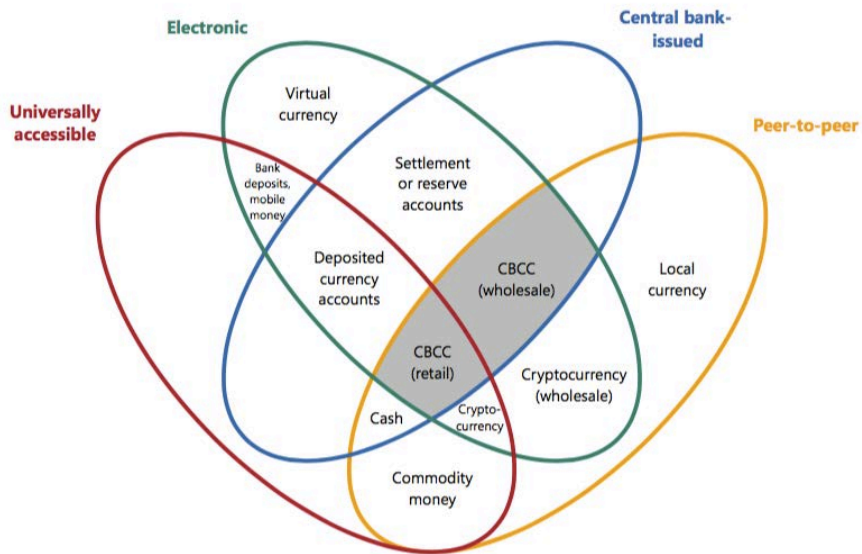 Electronic
Central bank-
issued
Universally
accessible
Peer-to-peer
Virtual
currency
Bank
deposits,
mobile
money
Settlement
or reserve
accounts
Deposited
currency
accounts
CBCC
(wholesale)
Local
currency
CBCC
(retail)
Cryptocurrency
(wholesale)
Cash
Crypto-
currency
Commodity
money